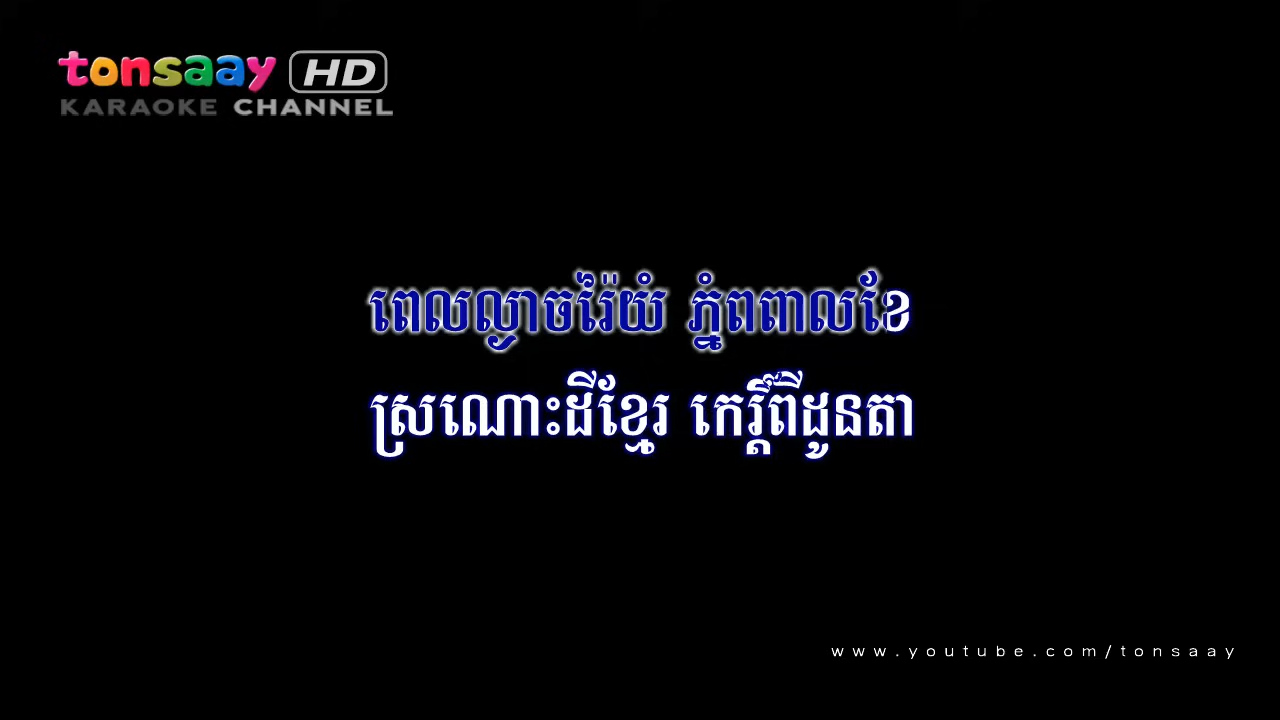 tonsaay HD
KARAOKE CHANNEL
ពេលល្ងាចរ៉ៃយំ ភ្នំពពាលខែ
ស្រណោះដីខ្មែរ កេរ្តិ៍ពីដូនតា
www.youtube.com/tonsaay